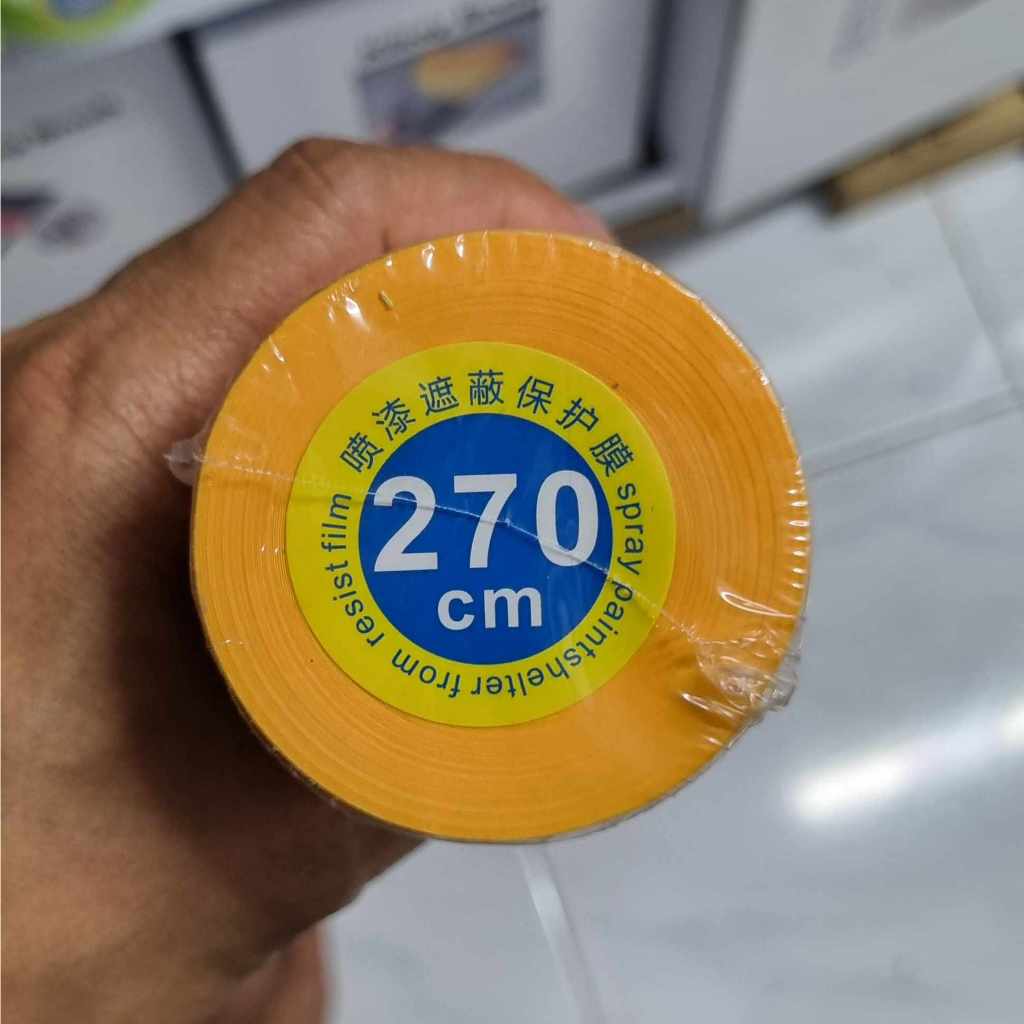 喷漆遮蔽保护膜
spray paintshelter from resist film
270
cm